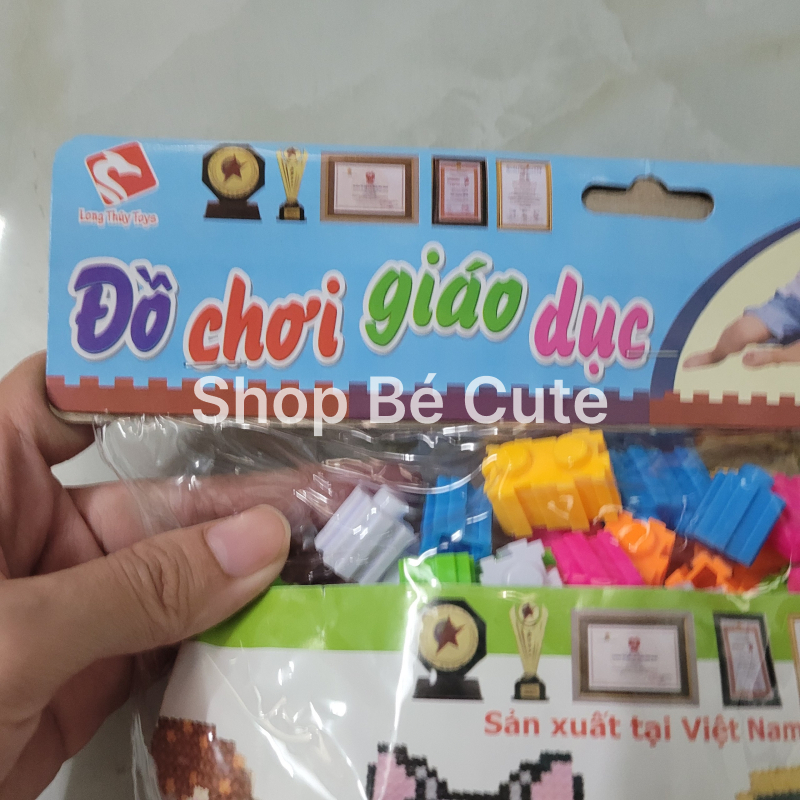 Long Thủy Toys
Đồ chơi giáo dục
Shop Bé Cute
Sản xuất tại Việt Nam